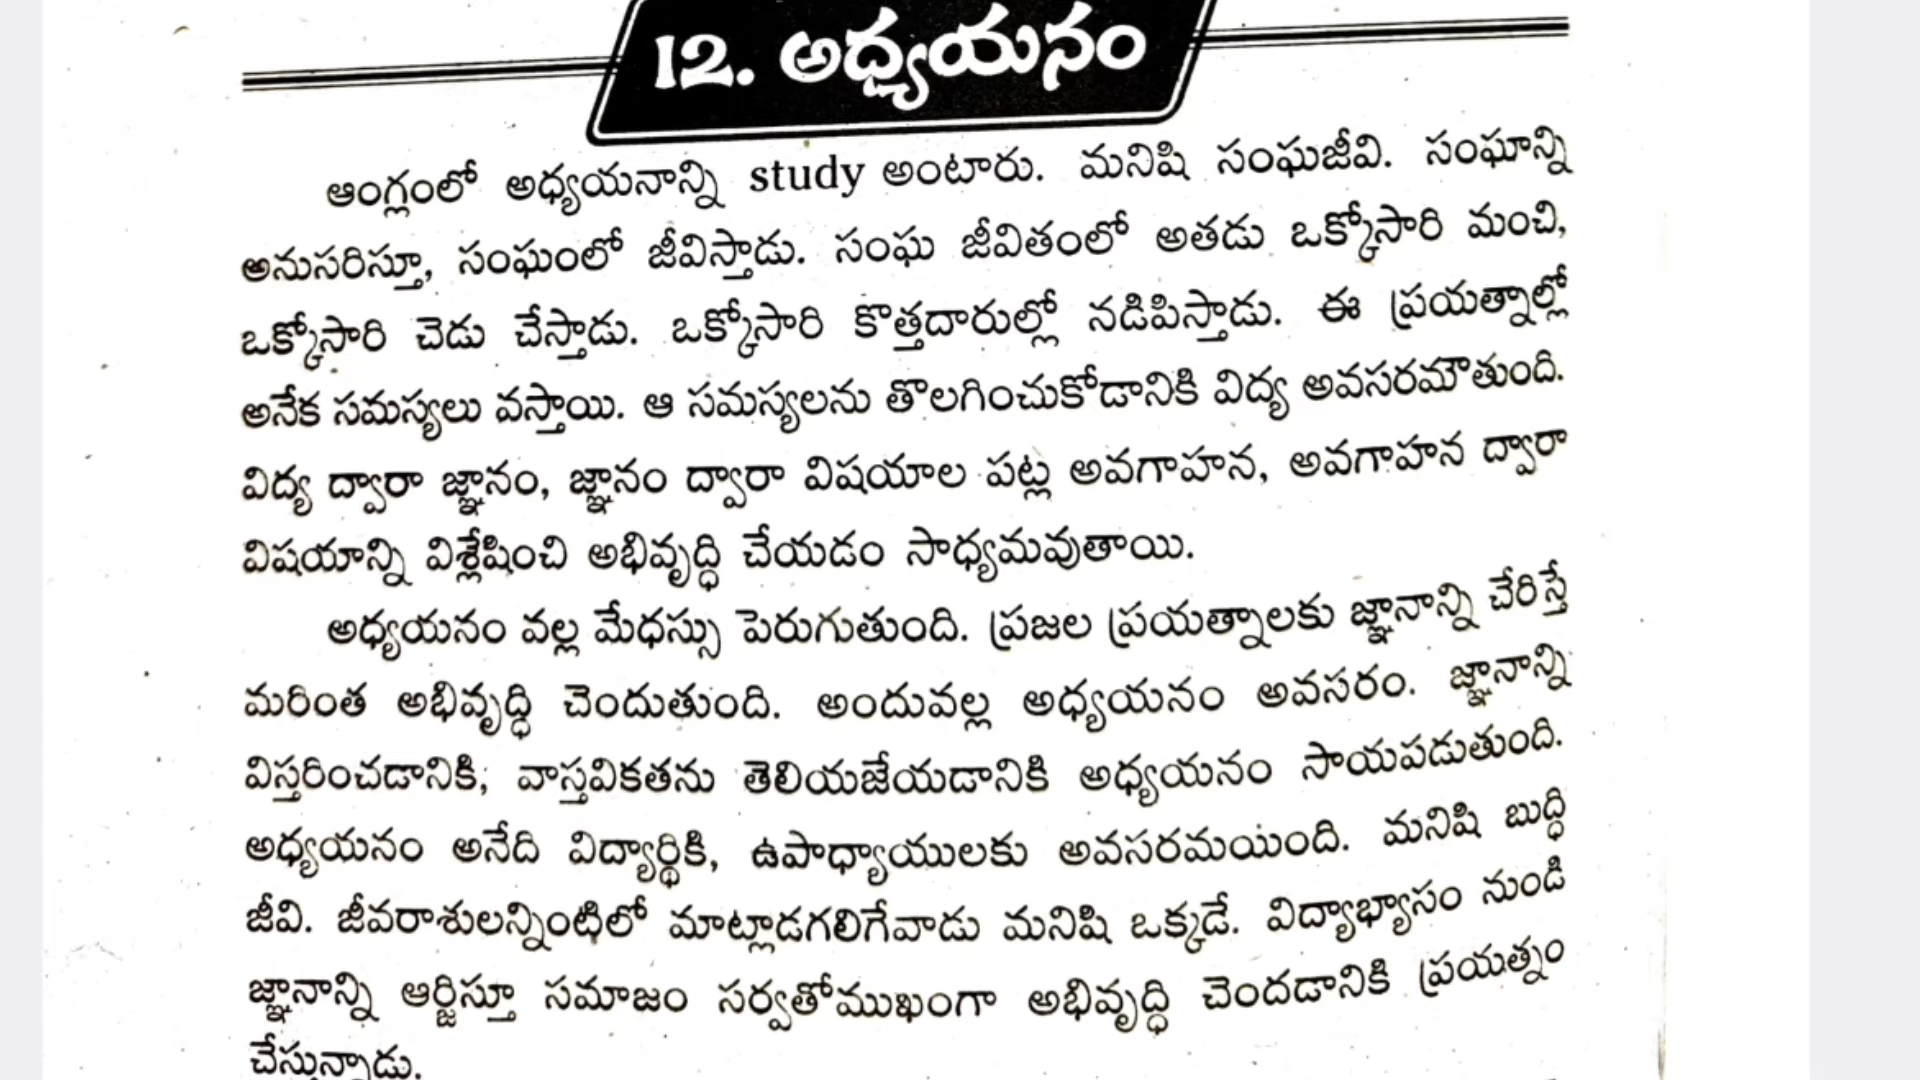 12. అధ్యయనం
ఆంగ్లంలో అధ్యయనాన్ని study అంటారు. మనిషి సంఘజీవి. సంఘాన్ని
అనుసరిస్తూ, సంఘంలో జీవిస్తాడు. సంఘ జీవితంలో అతడు ఒక్కోసారి మంచి,
ఒక్కోసారి చెడు చేస్తాడు. ఒక్కోసారి కొత్తదారుల్లో నడిపిస్తాడు. ఈ ప్రయత్నాల్లో
అనేక సమస్యలు వస్తాయి. ఆ సమస్యలను తొలగించుకోడానికి విద్య అవసరమౌతుంది.
విద్య ద్వారా జ్ఞానం, జ్ఞానం ద్వారా విషయాల పట్ల అవగాహన, అవగాహన ద్వారా
విషయాన్ని విశ్లేషించి అభివృద్ధి చేయడం సాధ్యమవుతాయి.
అధ్యయనం వల్ల మేధస్సు పెరుగుతుంది. ప్రజల ప్రయత్నాలకు జ్ఞానాన్ని చేరిస్తే
మరింత అభివృద్ధి చెందుతుంది. అందువల్ల అధ్యయనం అవసరం. జ్ఞానాన్ని
విస్తరించడానికి, వాస్తవికతను తెలియజేయడానికి అధ్యయనం సాయపడుతుంది.
అధ్యయనం అనేది విద్యార్థికి, ఉపాధ్యాయులకు అవసరమయింది. మనిషి బుద్ధి
జీవి. జీవరాశులన్నింటిలో మాట్లాడగలిగేవాడు మనిషి ఒక్కడే. విద్యాభ్యాసం నుండి
జ్ఞానాన్ని ఆర్జిస్తూ సమాజం సర్వతోముఖంగా అభివృద్ధి చెందడానికి ప్రయత్నం
చేస్తున్నాడు.